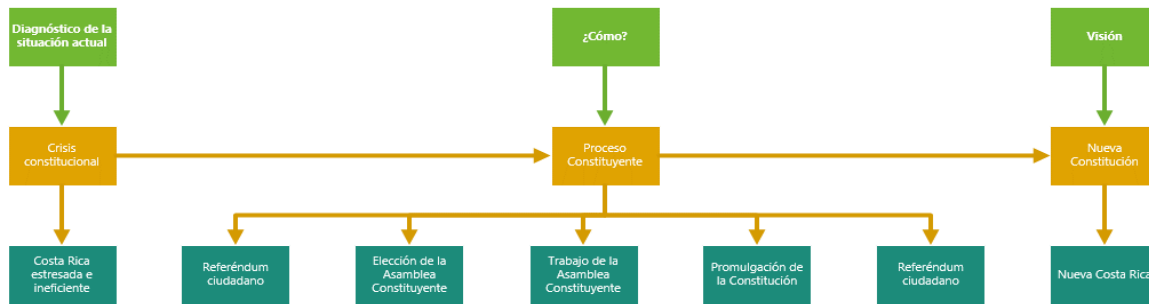 Diagnóstico de la
situación actual
¿Cómo?
Visión
Crisis
constitucional
Proceso
Constituyente
Nueva
Constitución
Costa Rica
estresada e
ineficiente
Referéndum
ciudadano
Elección de la
Asamblea
Constituyente
Trabajo de la
Asamblea
Constituyente
Promulgación de
la Constitución
Referéndum
ciudadano
Nueva Costa Rica